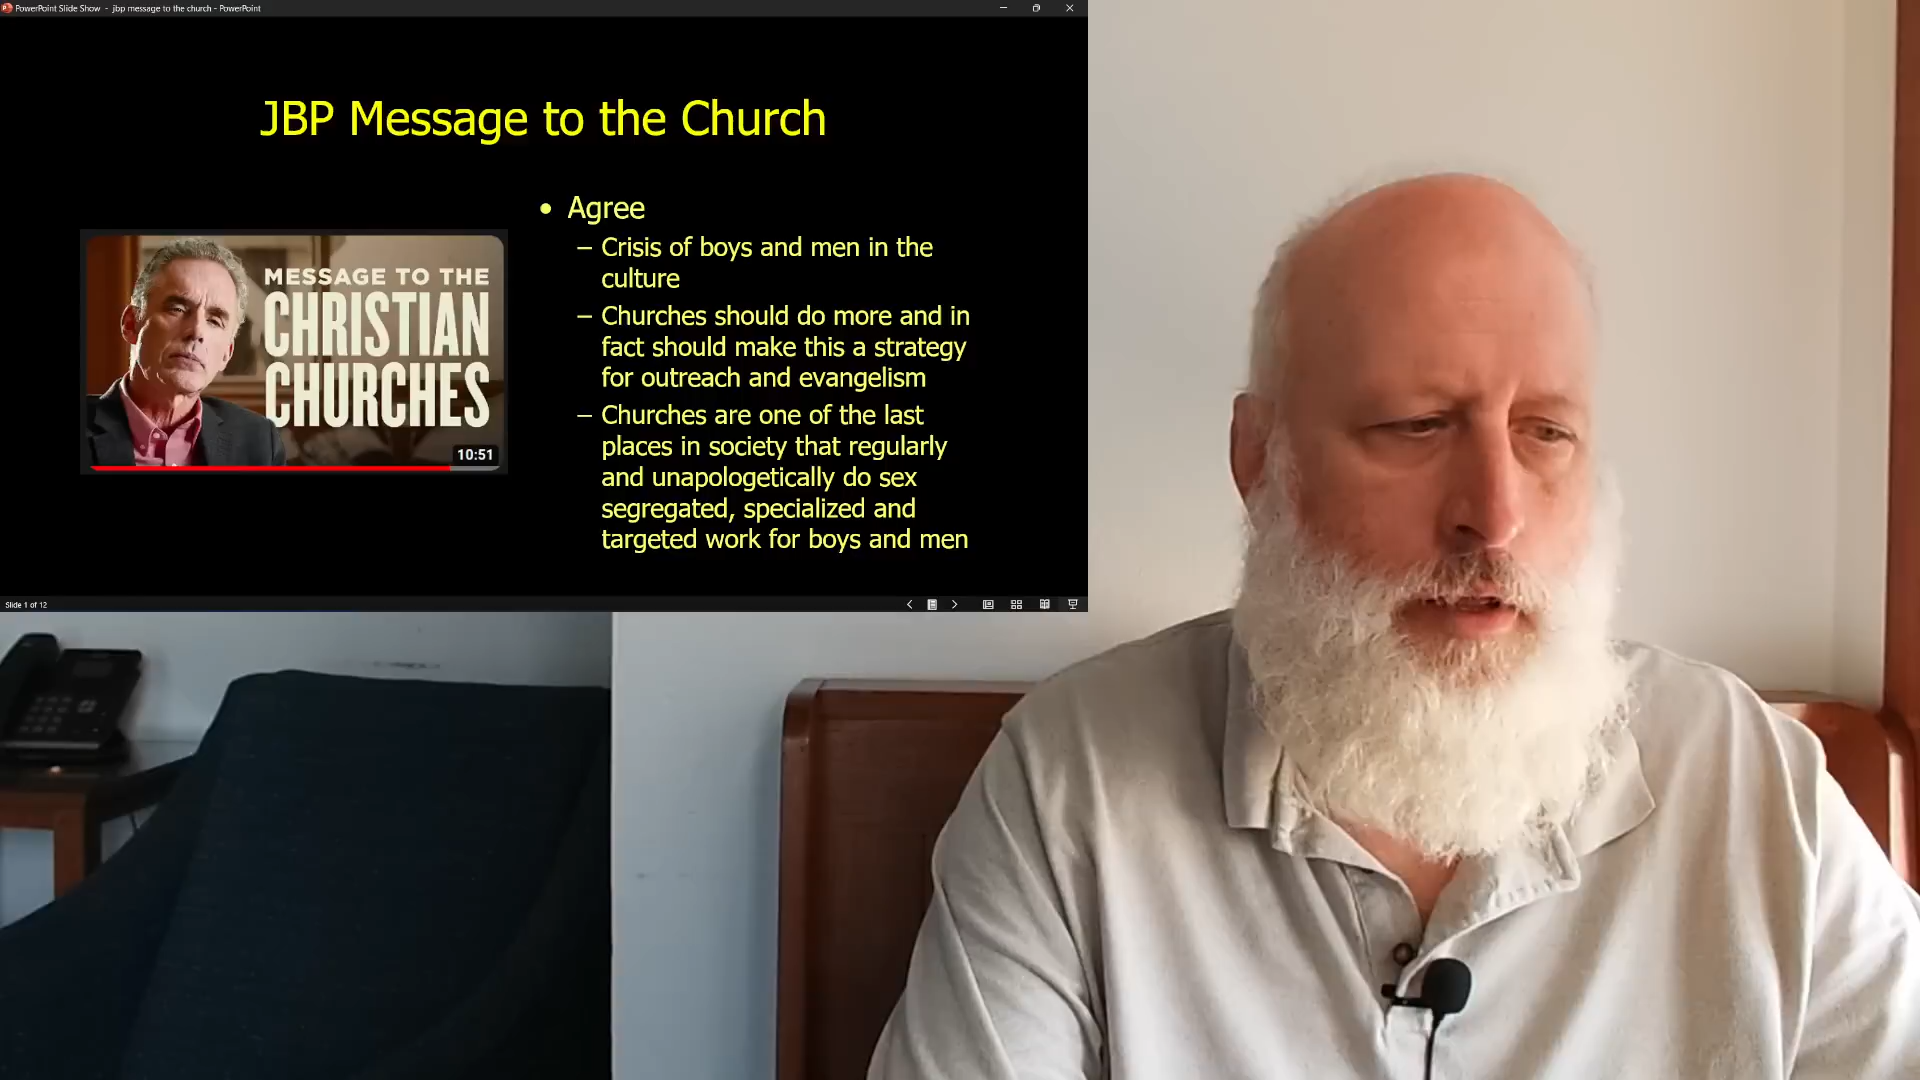 PowerPoint Slide Show - jbp message to the church - PowerPoint
JBP Message to the Church
MESSAGE TO THE
CHRISTIAN
CHURCHES
10:51
• Agree
– Crisis of boys and men in the
culture
– Churches should do more and in
fact should make this a strategy
for outreach and evangelism
– Churches are one of the last
places in society that regularly
and unapologetically do sex
segregated, specialized and
targeted work for boys and men
Slide 1 of 12